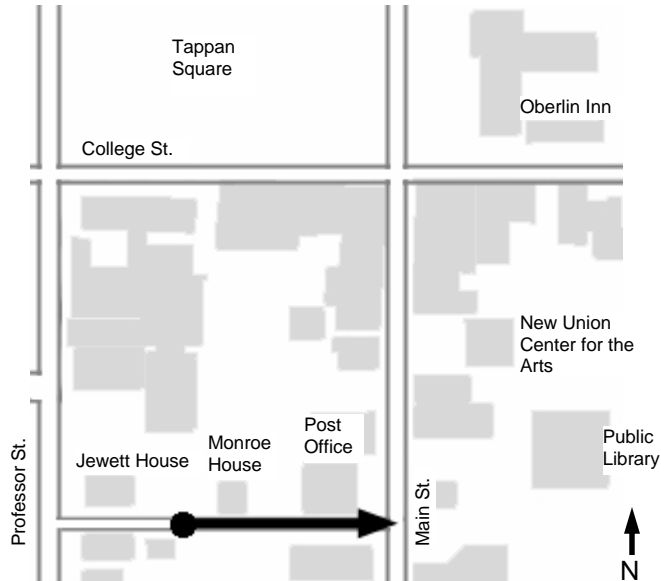 Tappan
Square
Oberlin Inn
College St.
New Union
Center for the
Arts
Post
Office
Monroe
House
Jewett House
Public
Library
Professor St.
Main St.
N